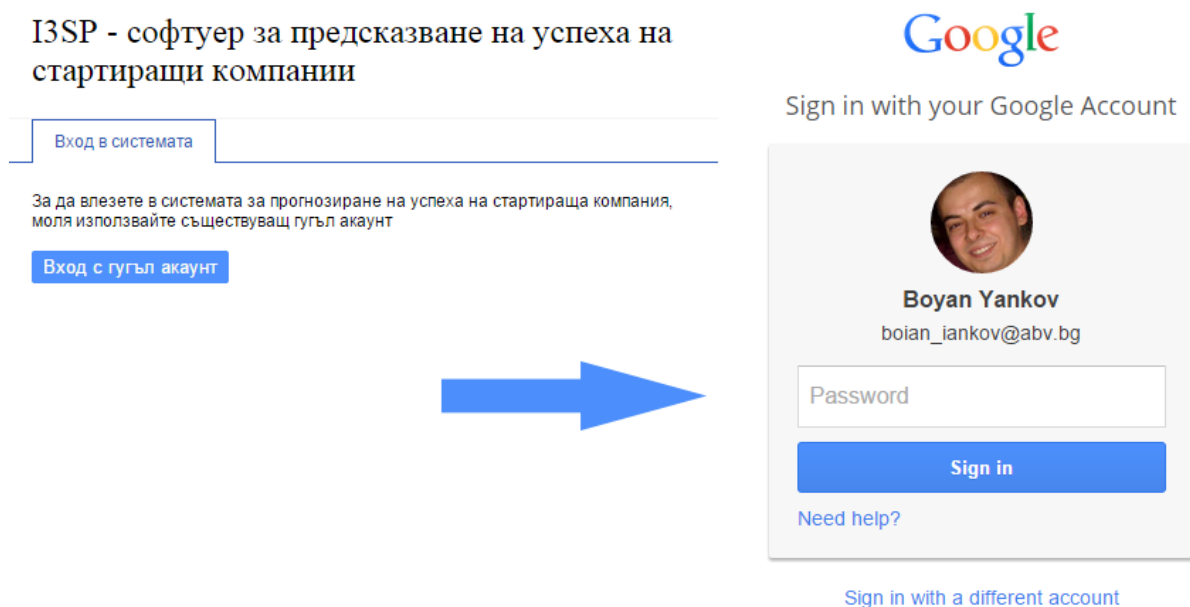 I3SP - софтуер за предсказване на успеха на
стартиращи компании
Вход в системата
За да влезете в системата за прогнозиране на успеха на стартираща компания,
моля използвайте съществуващ гугъл акаунт
Вход с гугъл акаунт
Google
Sign in with your Google Account
Boyan Yankov
boian_iankov@abv.bg
Password
Sign in
Need help?
Sign in with a different account